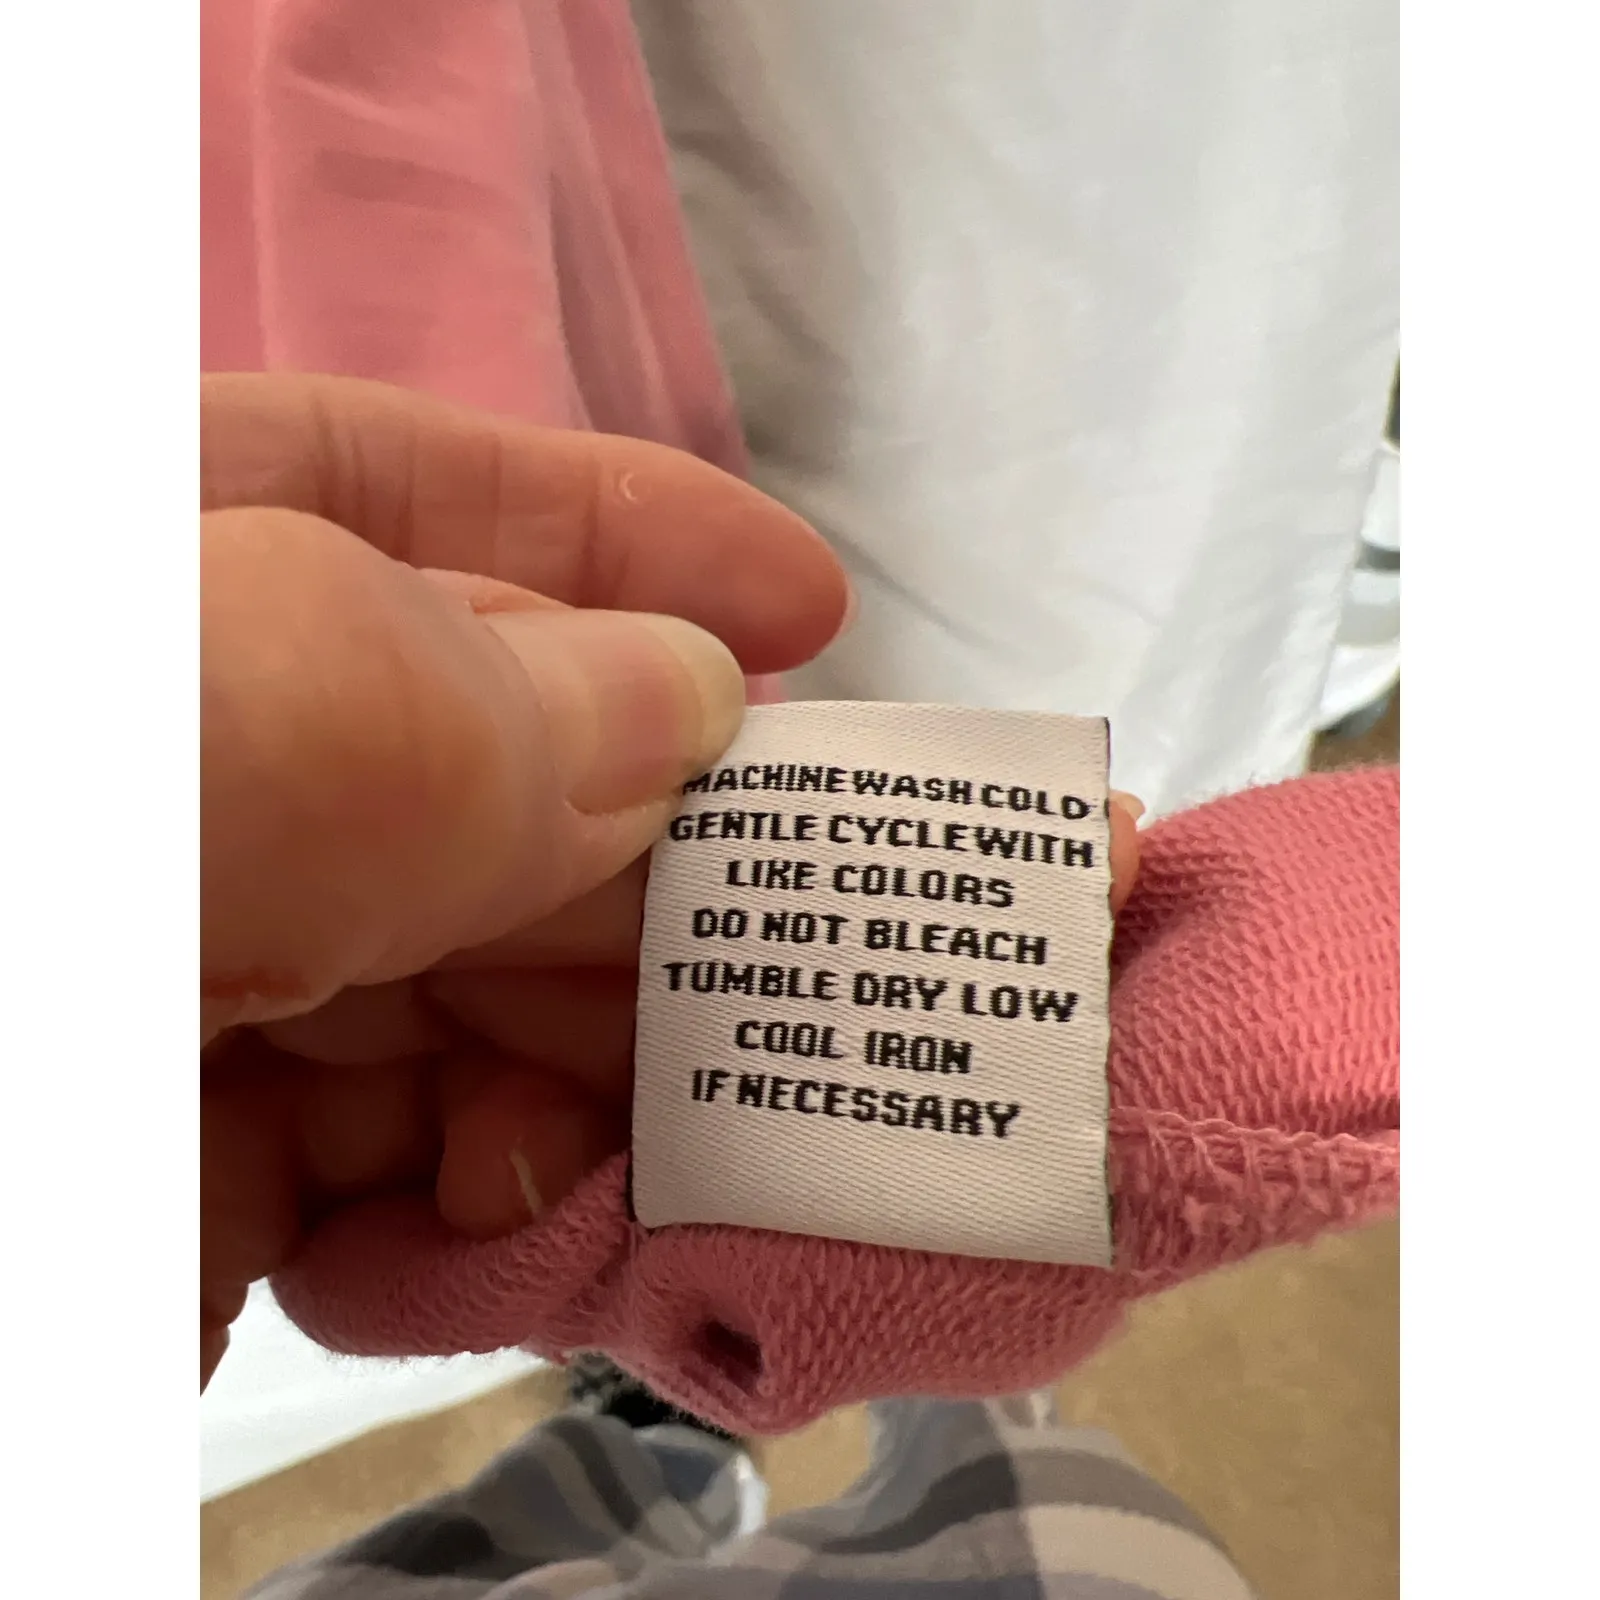 MACHINE WASH COLD
GENTLE CYCLE WITH
LIKE COLORS
DO NOT BLEACH
TUMBLE DRY LOW
COOL IRON
IF NECESSARY